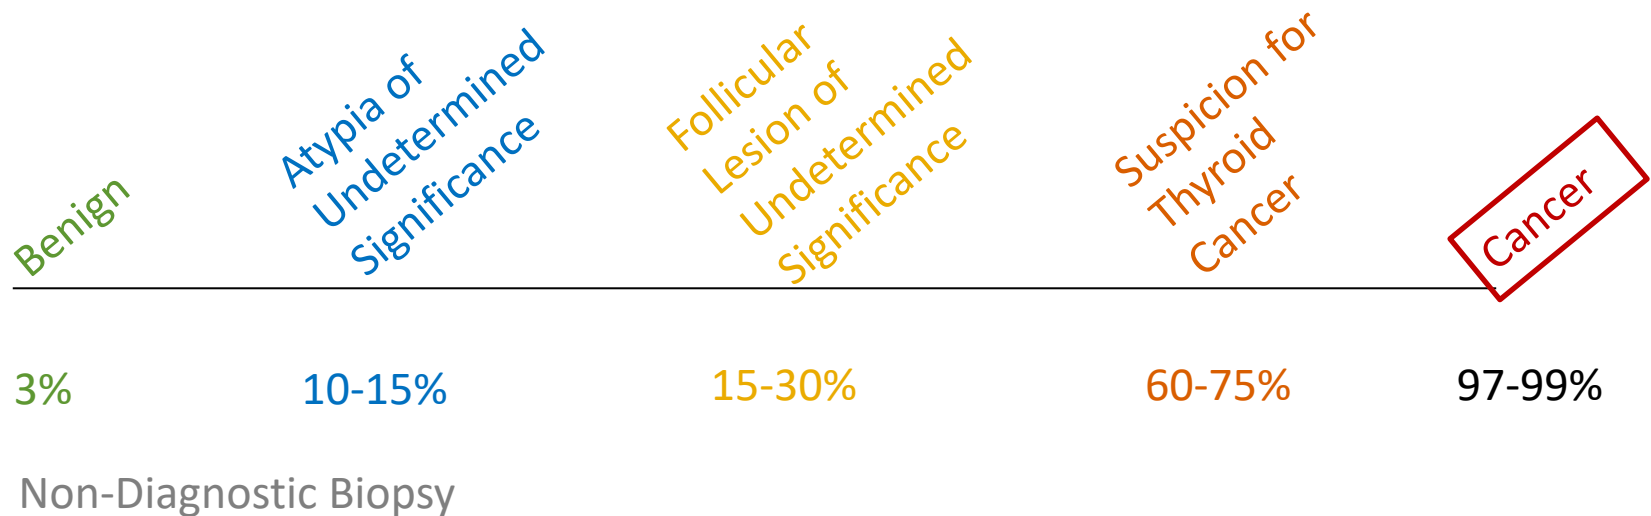 Benign
Atypia of
Undetermined
Significance
Follicular
Lesion of
Undetermined
Significance
Suspicion for
Thyroid
Cancer
Cancer
3%
10-15%
15-30%
60-75%
97-99%
Non-Diagnostic Biopsy